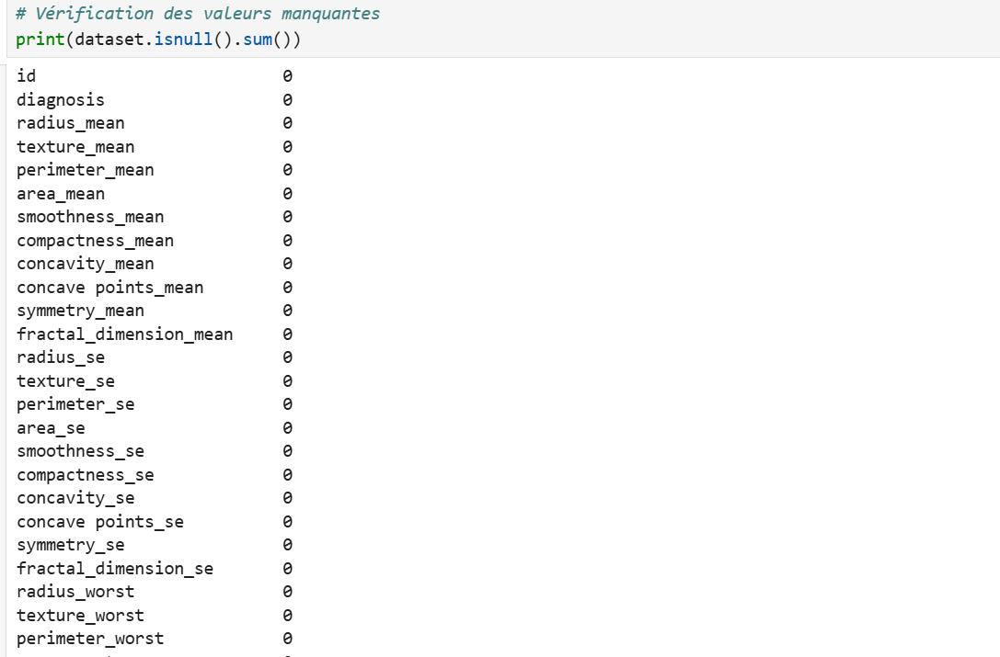 # Vérification des valeurs manquantes
print(dataset.isnull().sum())
id 0
diagnosis 0
radius_mean 0
texture_mean 0
perimeter_mean 0
area_mean 0
smoothness_mean 0
compactness_mean 0
concavity_mean 0
concave points_mean 0
symmetry_mean 0
fractal_dimension_mean 0
radius_se 0
texture_se 0
perimeter_se 0
area_se 0
smoothness_se 0
compactness_se 0
concavity_se 0
concave points_se 0
symmetry_se 0
fractal_dimension_se 0
radius_worst 0
texture_worst 0
perimeter_worst 0